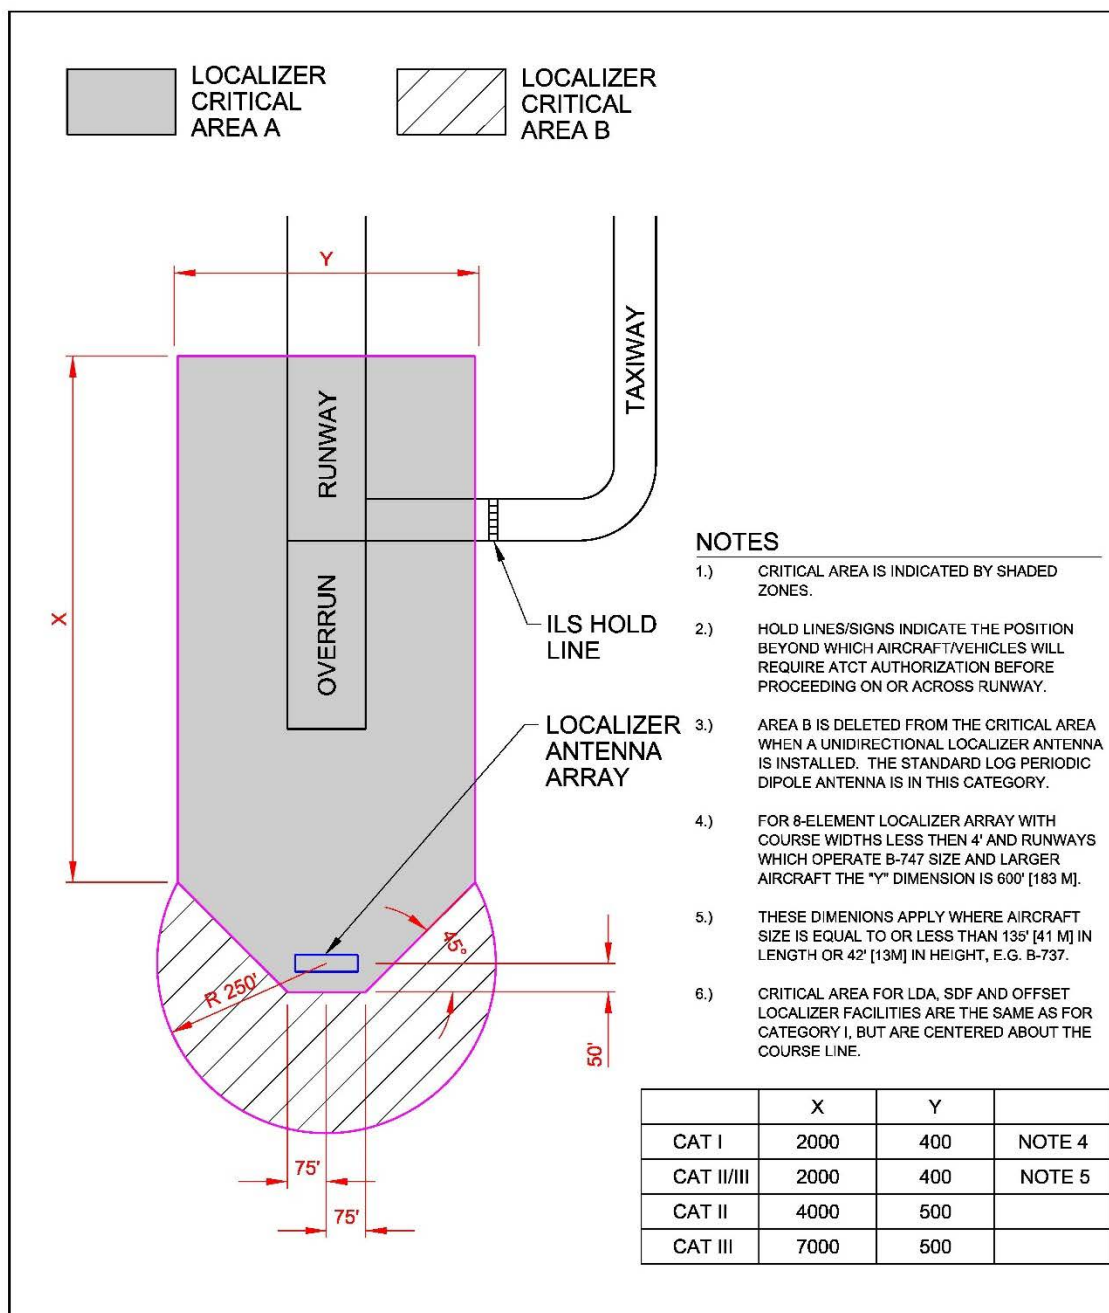 LOCALIZER
CRITICAL
AREA A
LOCALIZER
CRITICAL
AREA B
Y
X
RUNWAY
OVERRUN
TAXIWAY
ILS HOLD
LINE
LOCALIZER
ANTENNA
ARRAY
45°
R 250'
50'
75'
75'
NOTES
1.) CRITICAL AREA IS INDICATED BY SHADED
ZONES.
2.) HOLD LINES/SIGNS INDICATE THE POSITION
BEYOND WHICH AIRCRAFT/VEHICLES WILL
REQUIRE ATCT AUTHORIZATION BEFORE
PROCEEDING ON OR ACROSS RUNWAY.
3.) AREA B IS DELETED FROM THE CRITICAL AREA
WHEN A UNIDIRECTIONAL LOCALIZER ANTENNA
IS INSTALLED. THE STANDARD LOG PERIODIC
DIPOLE ANTENNA IS IN THIS CATEGORY.
4.) FOR 8-ELEMENT LOCALIZER ARRAY WITH
COURSE WIDTHS LESS THEN 4' AND RUNWAYS
WHICH OPERATE B-747 SIZE AND LARGER
AIRCRAFT THE "Y" DIMENSION IS 600' [183 M].
5.) THESE DIMENIONS APPLY WHERE AIRCRAFT
SIZE IS EQUAL TO OR LESS THAN 135' [41 M] IN
LENGTH OR 42' [13M] IN HEIGHT, E.G. B-737.
6.) CRITICAL AREA FOR LDA, SDF AND OFFSET
LOCALIZER FACILITIES ARE THE SAME AS FOR
CATEGORY I, BUT ARE CENTERED ABOUT THE
COURSE LINE.
X Y
CAT I 2000 400 NOTE 4
CAT II/III 2000 400 NOTE 5
CAT II 4000 500
CAT III 7000 500